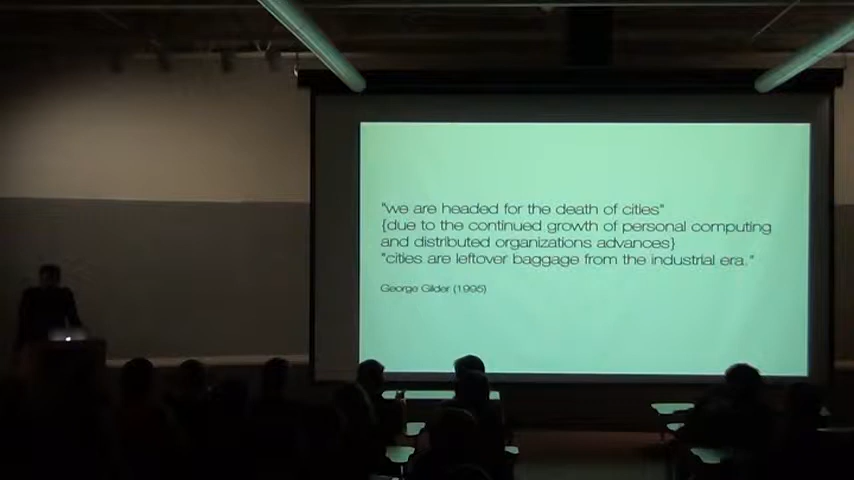 "we are headed for the death of cities"
{due to the continued growth of personal computing
and distributed organizations advances}
"cities are leftover baggage from the industrial era."
George Gilder (1995)